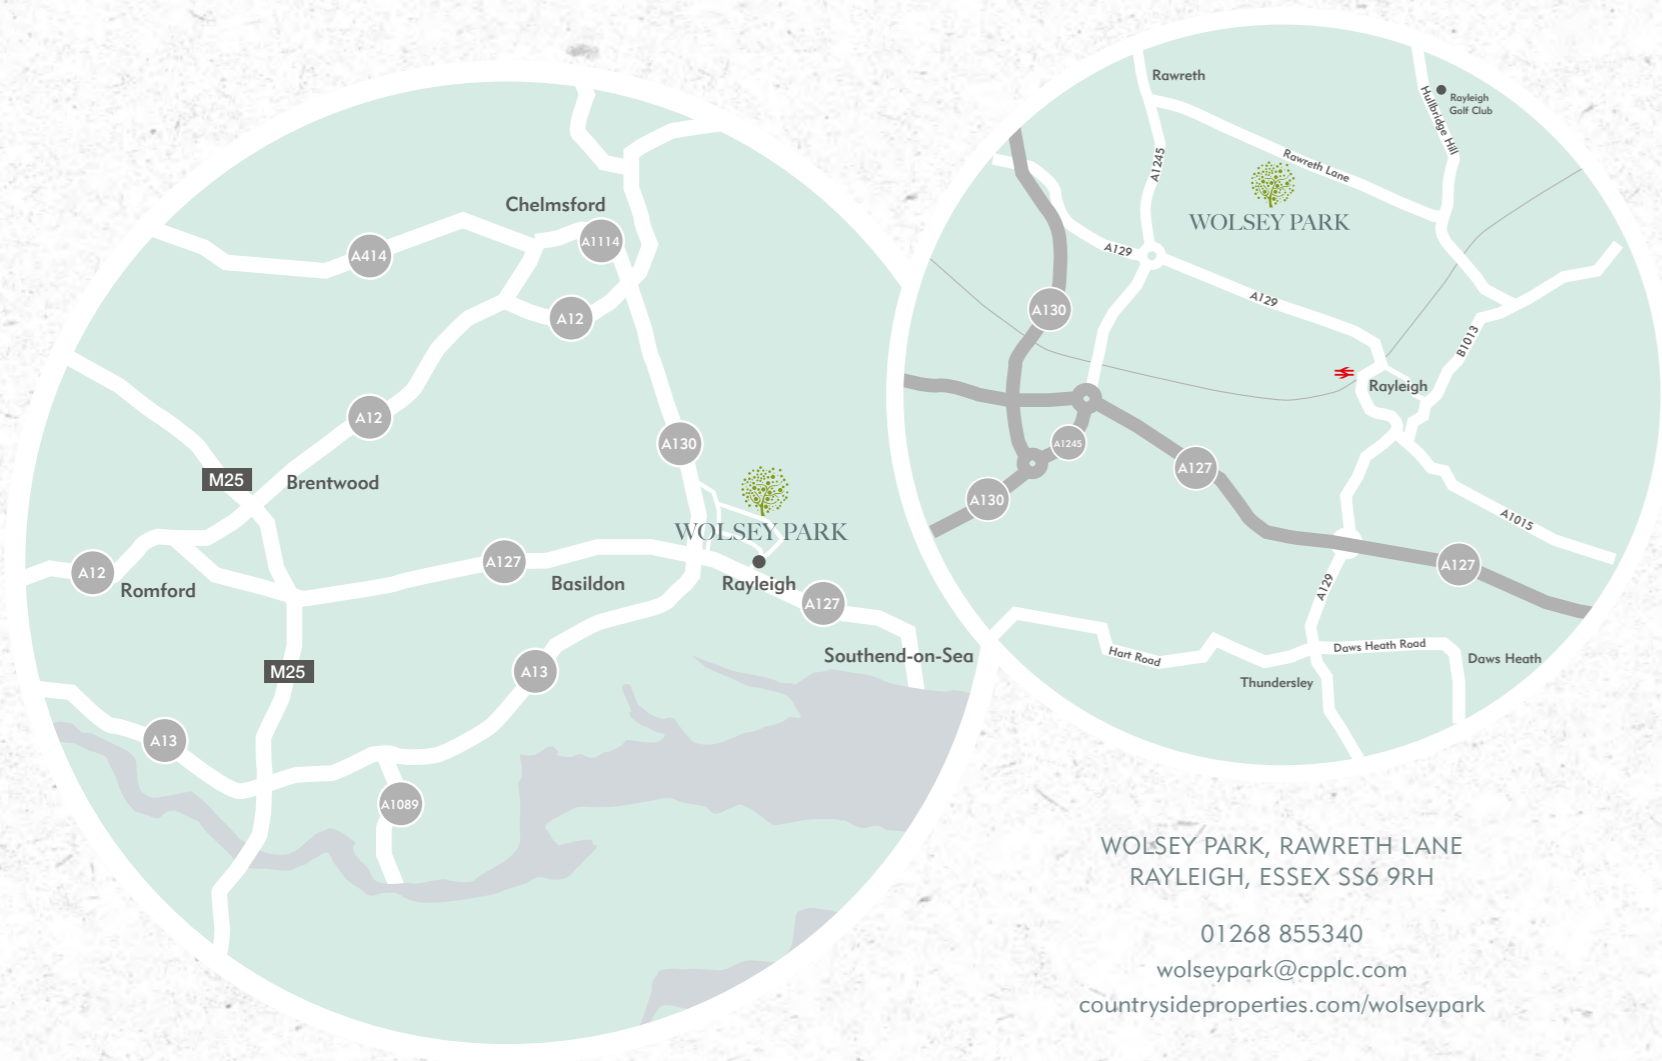 Chelmsford
A1114
A414
A12
A12
A130
M25
Brentwood
WOLSEY PARK
A12
Romford
A127
Basildon
Rayleigh
A127
M25
A13
Southend-on-Sea
A13
A1089
Rawreth
Hullbridge Hill
Rayleigh
Golf Club
A1245
Rawreth Lane
WOLSEY PARK
A129
A129
A130
B1013
Rayleigh
A1245
A127
A130
A1015
A127
A129
Hart Road
Daws Heath Road
Daws Heath
Thundersley
WOLSEY PARK, RAWRETH LANE
RAYLEIGH, ESSEX SS6 9RH
01268 855340
wolseypark@cpplc.com
countrysideproperties.com/wolseypark